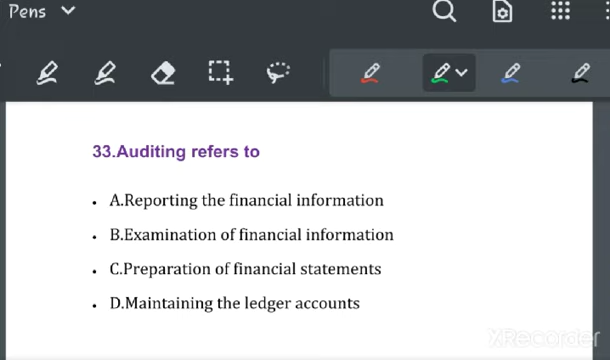 Pens
33.Auditing refers to
• A.Reporting the financial information
• B.Examination of financial information
• C.Preparation of financial statements
• D.Maintaining the ledger accounts
XRecorder